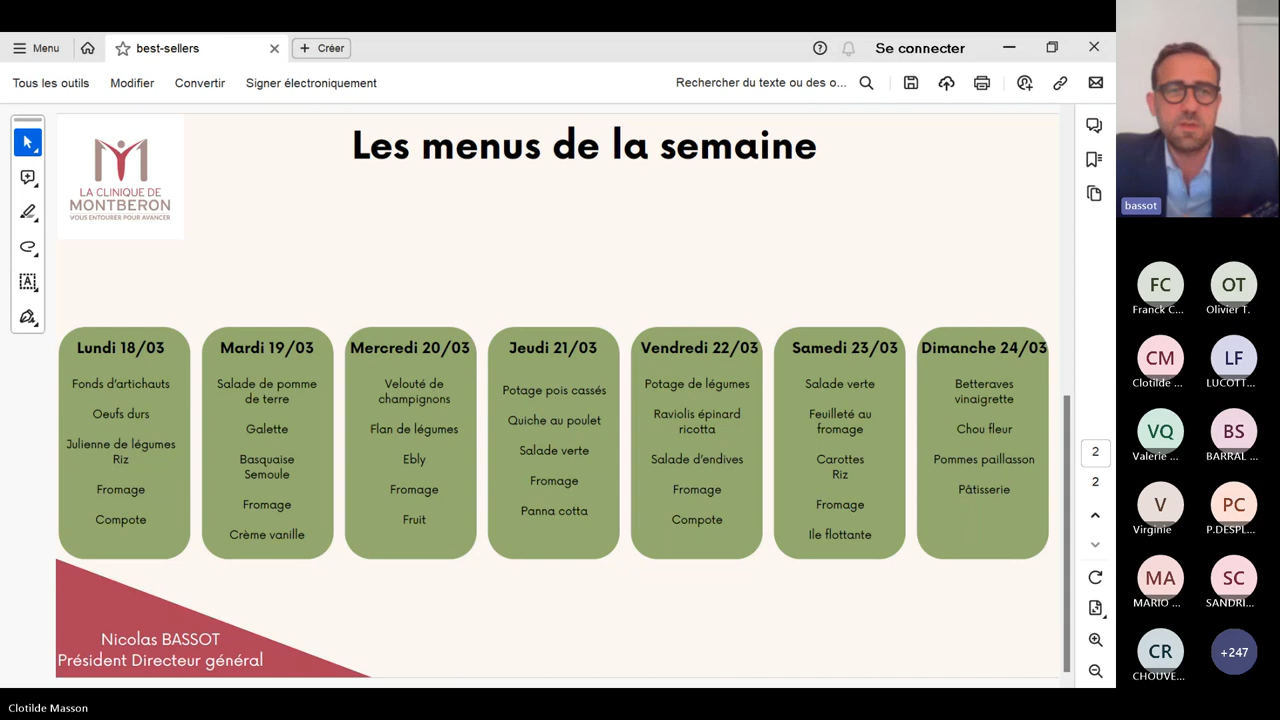 Menu
best-sellers
Créer
Se connecter
Tous les outils
Modifier
Convertir
Signer électroniquement
Rechercher du texte ou des o...
LA CLINIQUE DE
MONTBERON
VOUS ENTOURER POUR AVANCER
Les menus de la semaine
Lundi 18/03
Fonds d'artichauts
Oeufs durs
Julienne de légumes
Riz
Fromage
Compote
Mardi 19/03
Salade de pomme
de terre
Galette
Basquaise
Semoule
Fromage
Crème vanille
Mercredi 20/03
Velouté de
champignons
Flan de légumes
Ebly
Fromage
Fruit
Jeudi 21/03
Potage pois cassés
Quiche au poulet
Salade verte
Fromage
Panna cotta
Vendredi 22/03
Potage de légumes
Raviolis épinard
ricotta
Salade d'endives
Fromage
Compote
Samedi 23/03
Salade verte
Feuilleté au
fromage
Carottes
Riz
Fromage
Ile flottante
Dimanche 24/03
Betteraves
vinaigrette
Chou fleur
Pommes paillasson
Pâtisserie
Nicolas BASSOT
Président Directeur général
2
2
bassot
FC
Franck C...
OT
Olivier T.
CM
Clotilde ...
LF
LUCOTT...
VQ
Valerie ...
BS
BARRAL ...
V
Virginie
PC
P.DESPL...
MA
MARIO ...
SC
SANDRI...
CR
CHOUVE...
+247
Clotilde Masson